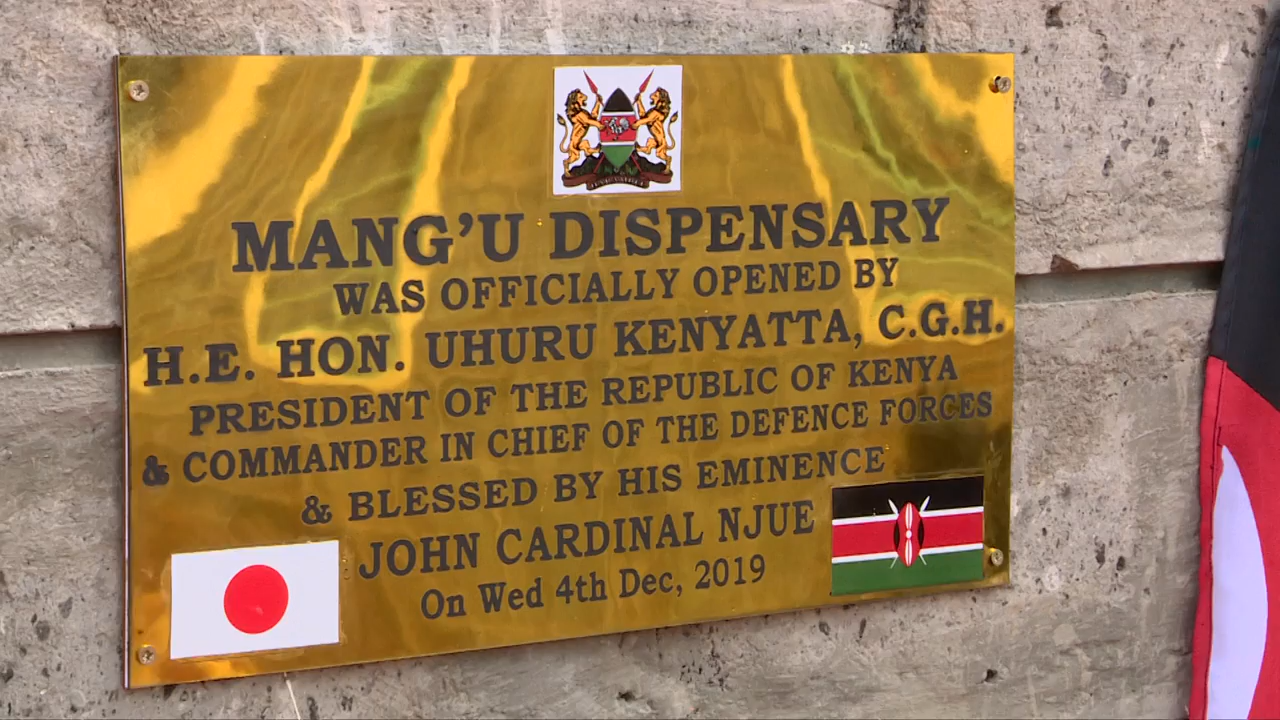 MANG'U DISPENSARY
WAS OFFICIALLY OPENED BY
H.E. HON. UHURU KENYATTA, C.G.H.
PRESIDENT OF THE REPUBLIC OF KENYA
& COMMANDER IN CHIEF OF THE DEFENCE FORCES
& BLESSED BY HIS EMINENCE
JOHN CARDINAL NJUE
On Wed 4th Dec, 2019